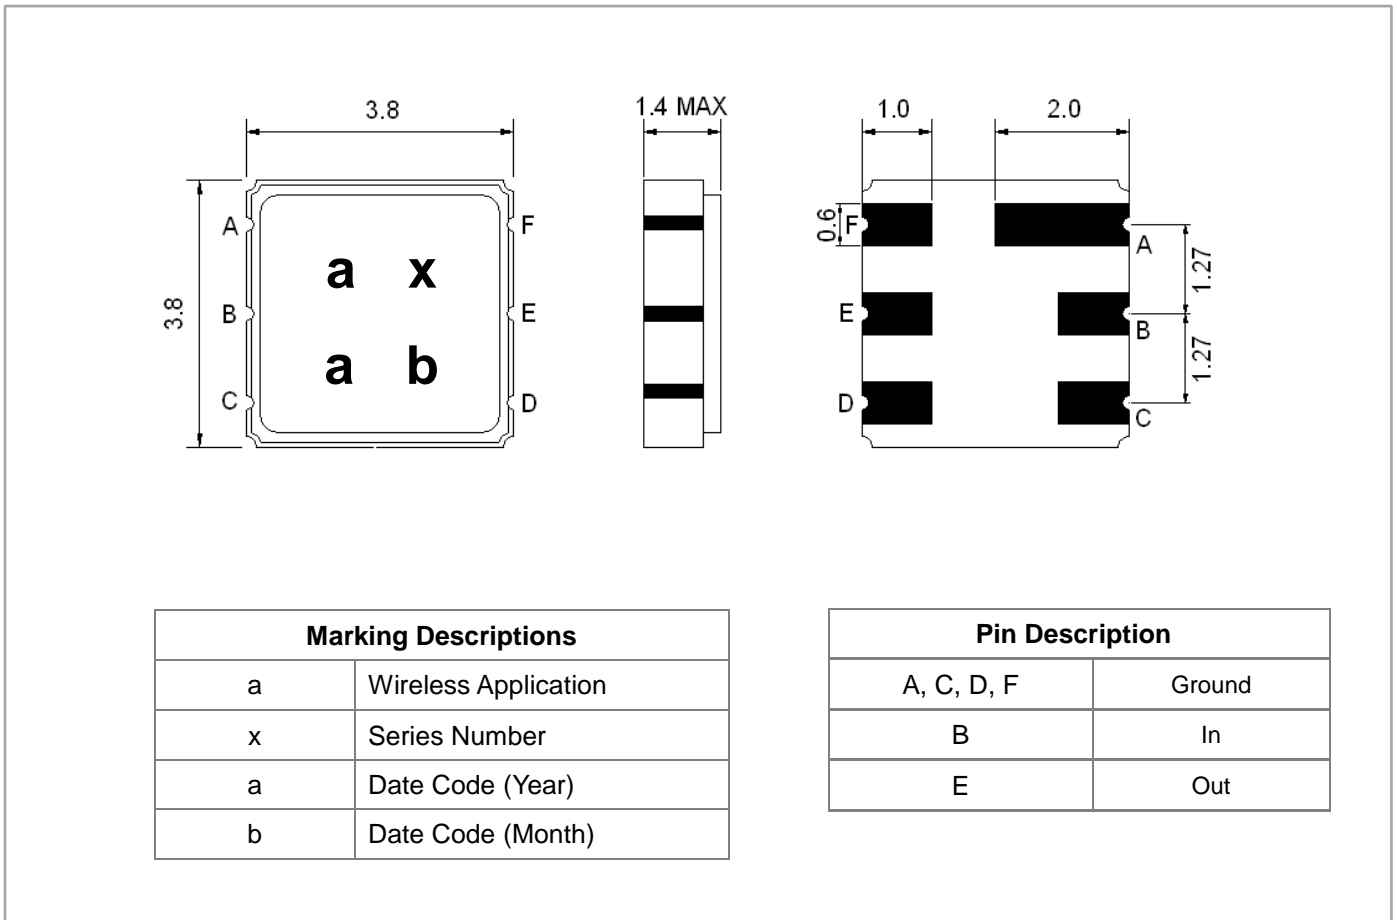 3.8 1.4 MAX 1.0 2.0
A F 0.6 F A
a x
3.8 1.27
B E E B
a b 1.27
C D D C
Marking Descriptions
a Wireless Application
x Series Number
a Date Code (Year)
b Date Code (Month)
Pin Description
A, C, D, F Ground
B In
E Out